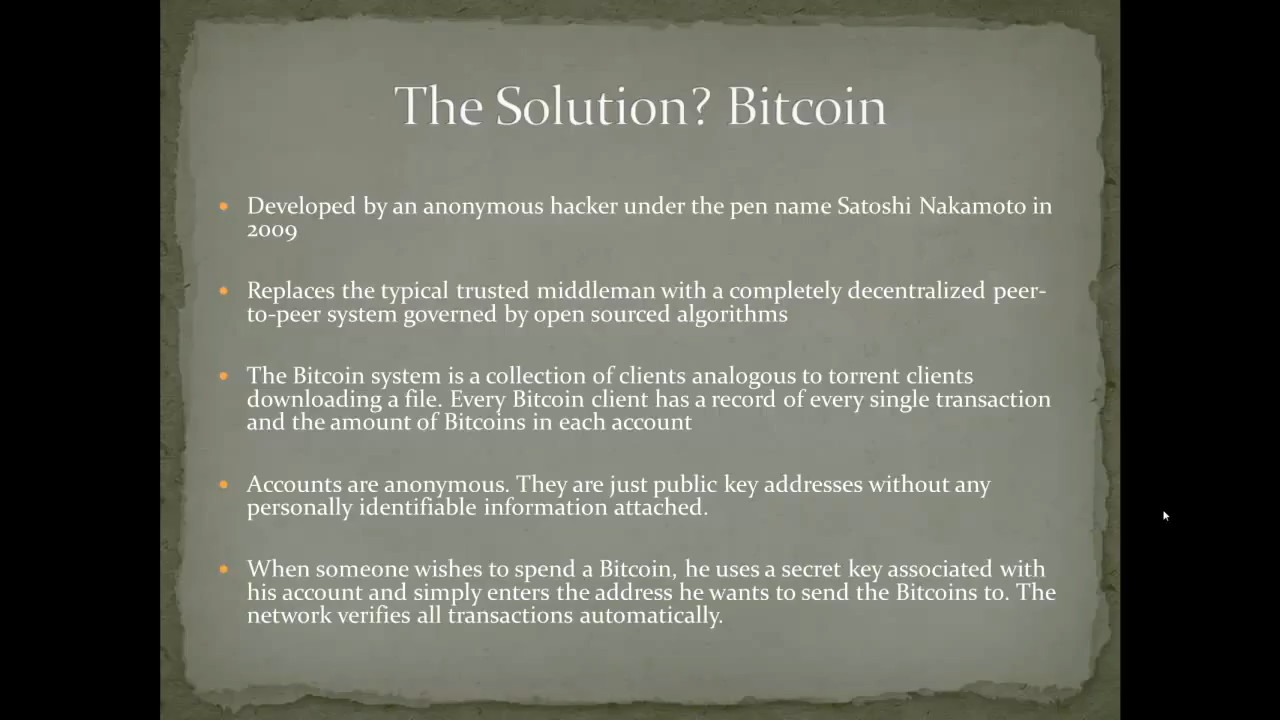 The Solution? Bitcoin
Developed by an anonymous hacker under the pen name Satoshi Nakamoto in
2009
Replaces the typical trusted middleman with a completely decentralized peer-
to-peer system governed by open sourced algorithms
The Bitcoin system is a collection of clients analogous to torrent clients
downloading a file. Every Bitcoin client has a record of every single transaction
and the amount of Bitcoins in each account
Accounts are anonymous. They are just public key addresses without any
personally identifiable information attached.
When someone wishes to spend a Bitcoin, he uses a secret key associated with
his account and simply enters the address he wants to send the Bitcoins to. The
network verifies all transactions automatically.